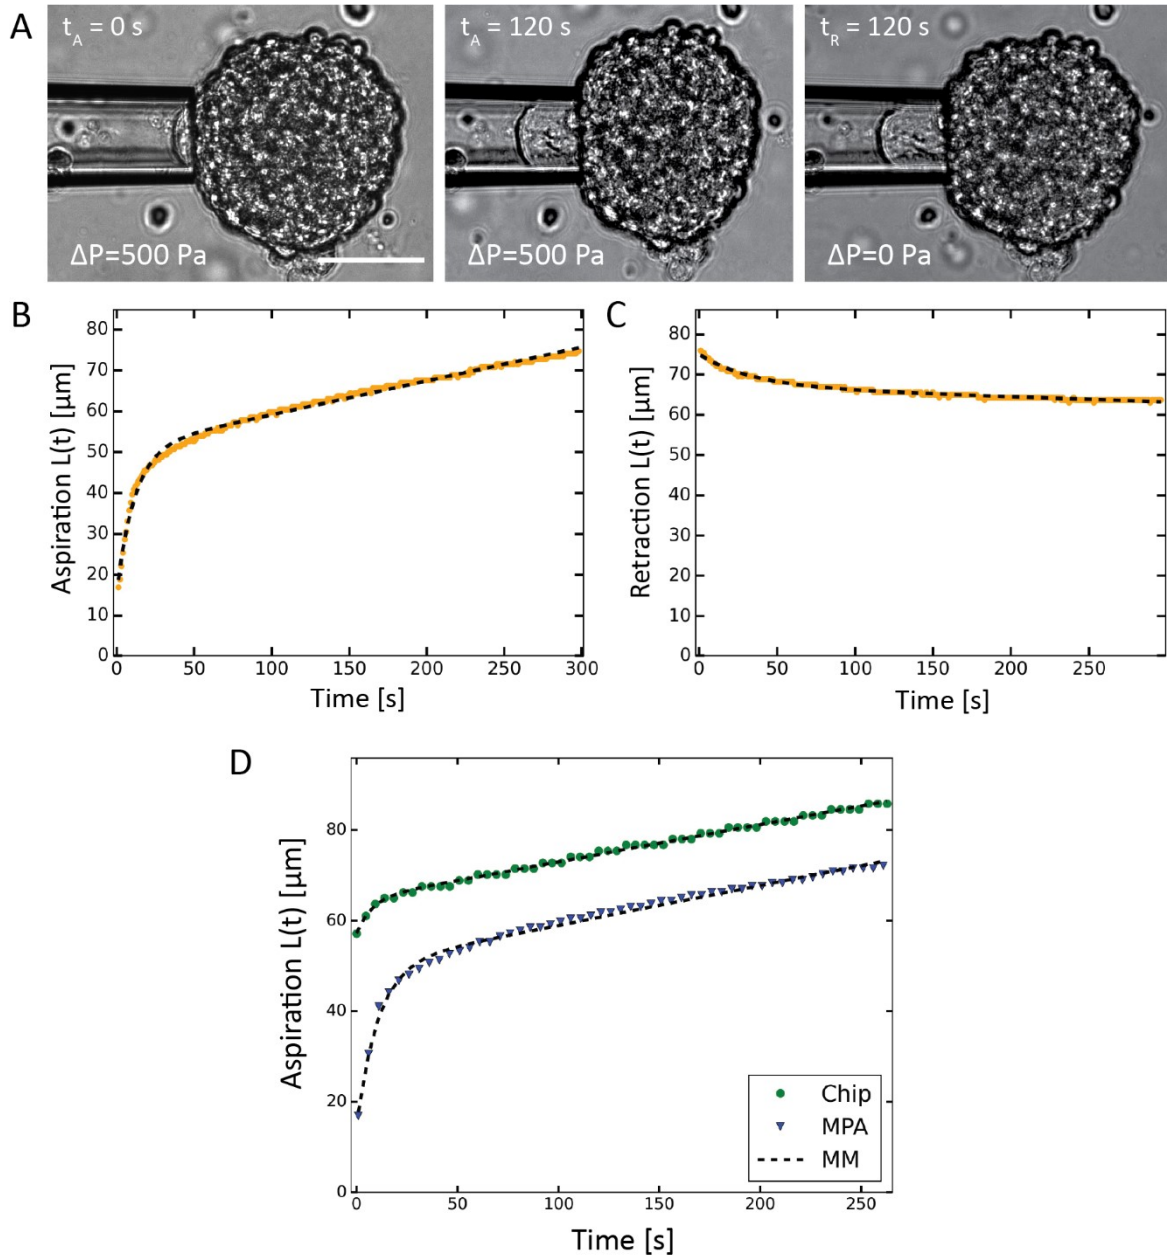 A
t_A = 0 s
ΔP=500 Pa
t_A = 120 s
ΔP=500 Pa
t_R = 120 s
ΔP=0 Pa
B
80
70
60
50
40
30
20
10
0
Aspiration L(t) [μm]
0 50 100 150 200 250 300
Time [s]
C
80
70
60
50
40
30
20
10
0
Retraction L(t) [μm]
0 50 100 150 200 250
Time [s]
D
80
60
40
20
0
Aspiration L(t) [μm]
Chip
MPA
MM
0 50 100 150 200 250
Time [s]